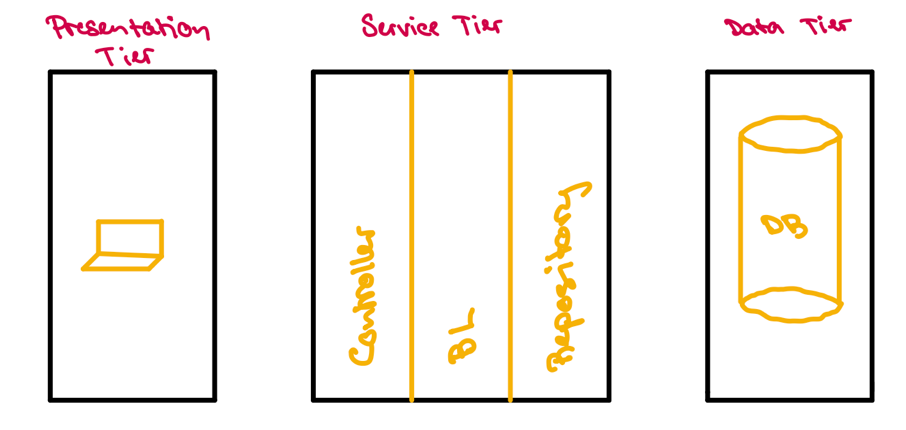 Presentation
Tier
Service Tier
Data Tier
Controller
BL
Repository
DB